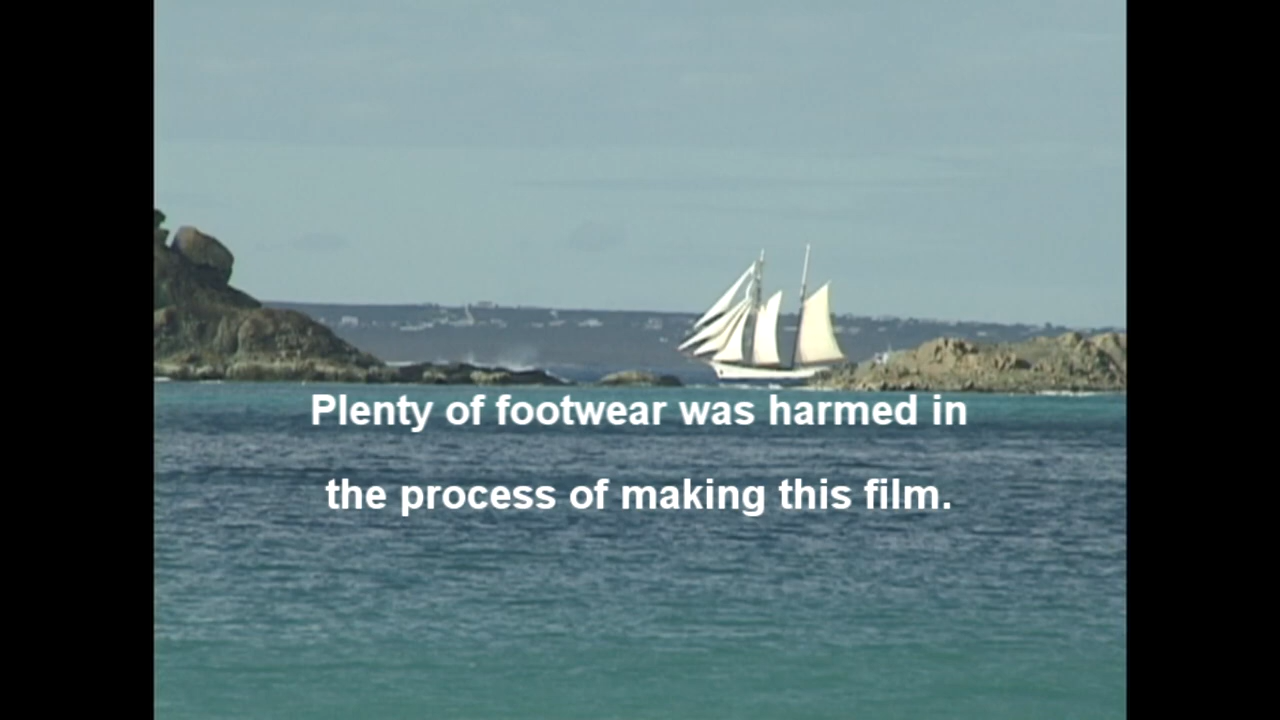 Plenty of footwear was harmed in
the process of making this film.